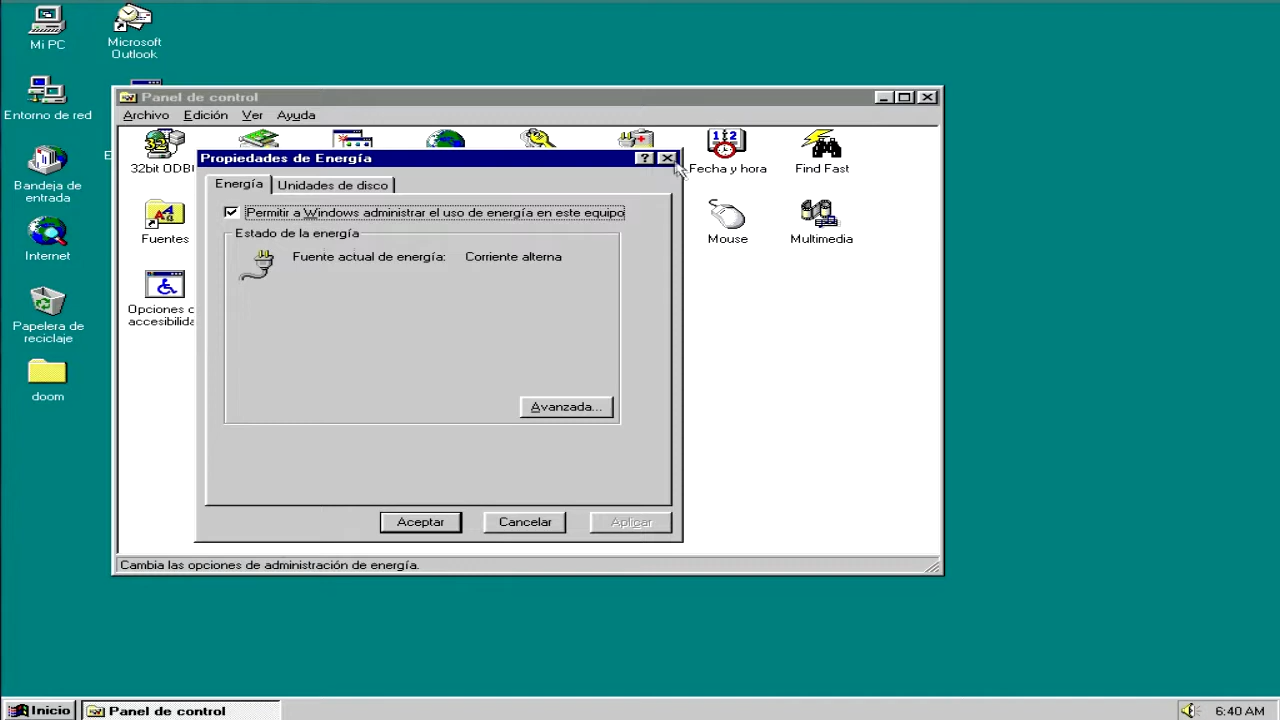 Mi PC
Microsoft
Outlook
Entorno de red
Bandeja de
entrada
Internet
Papelera de
reciclaje
doom
Panel de control
Archivo Edición Ver Ayuda
32bit ODB
Fecha y hora
Find Fast
Fuentes
Mouse
Multimedia
Opciones
accesibilida
Propiedades de Energía
Energía Unidades de disco
Permitir a Windows administrar el uso de energía en este equipo
Estado de la energía
Fuente actual de energía: Corriente alterna
Avanzada...
Aceptar Cancelar Aplicar
Cambia las opciones de administración de energía.
Inicio Panel de control 6:40 AM